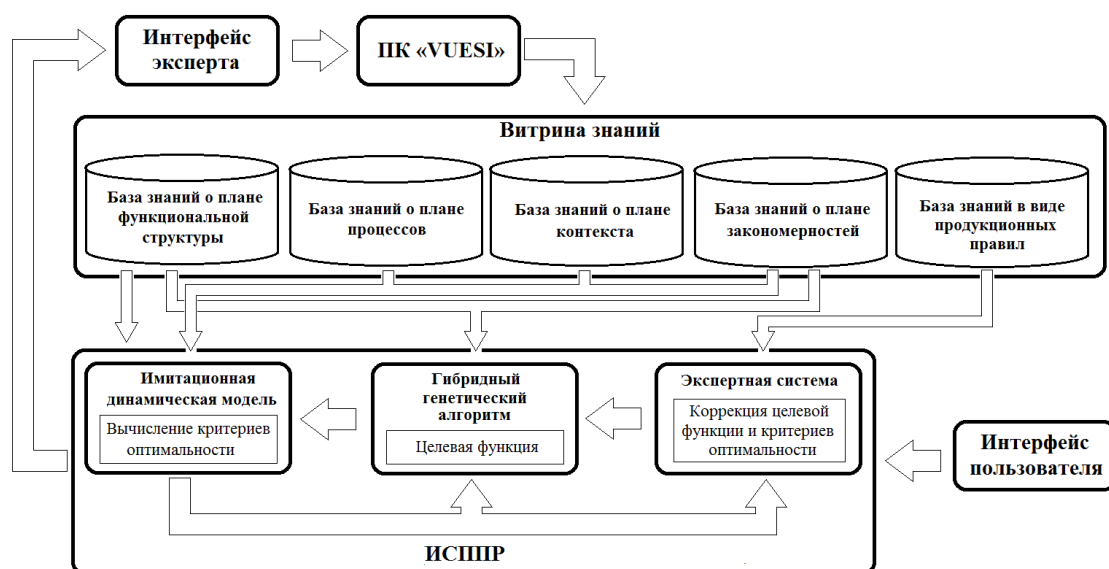 Интерфейс
эксперта
ПК «VUESI»
Витрина знаний
База знаний о плане
функциональной
структуры
База знаний о плане
процессов
База знаний о плане
контекста
База знаний о плане
закономерностей
База знаний в виде
продукционных
правил
Имитационная
динамическая модель
Вычисление критериев
оптимальности
Гибридный
генетический
алгоритм
Целевая функция
Экспертная система
Коррекция целевой
функции и критериев
оптимальности
Интерфейс
пользователя
ИСППР